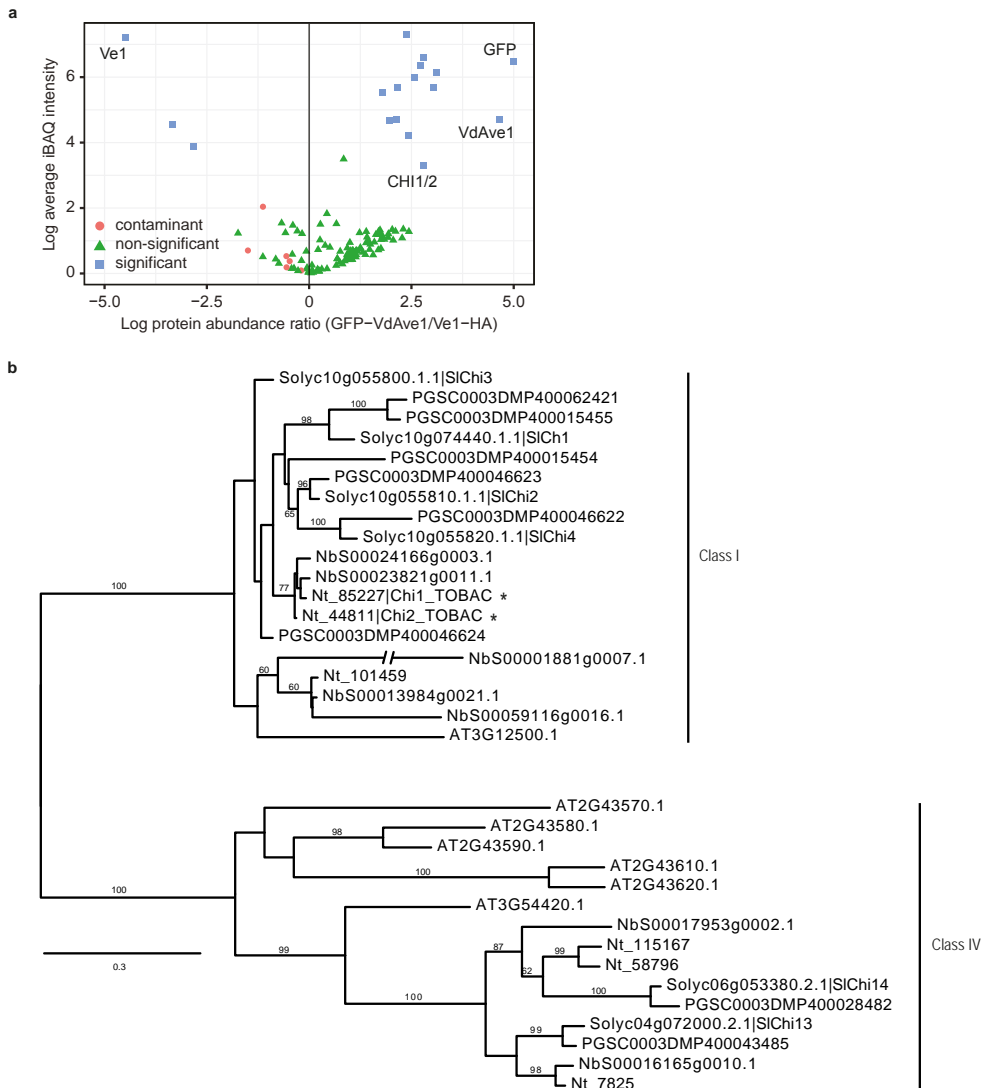 a
Log average iBAQ intensity
6
4
2
0
Ve1
GFP
VdAve1
CHI1/2
contaminant
non−significant
significant
−5.0
−2.5
0
2.5
5.0
Log protein abundance ratio (GFP−VdAve1/Ve1−HA)
b
Solyc10g055800.1.1|SlChi3
100
PGSC0003DMP400062421
98
PGSC0003DMP400015455
Solyc10g074440.1.1|SlCh1
PGSC0003DMP400015454
96
PGSC0003DMP400046623
Solyc10g055810.1.1|SlChi2
65
PGSC0003DMP400046622
100
Solyc10g055820.1.1|SlChi4
NbS00024166g0003.1
Class I
NbS00023821g0011.1
77
100
Nt_85227|Chi1_TOBAC *
Nt_44811|Chi2_TOBAC *
PGSC0003DMP400046624
NbS00001881g0007.1
60
Nt_101459
60
NbS00013984g0021.1
NbS00059116g0016.1
AT3G12500.1
AT2G43570.1
AT2G43580.1
98
AT2G43590.1
AT2G43610.1
100
AT2G43620.1
100
AT3G54420.1
NbS00017953g0002.1
99
87
Nt_115167
99
Class IV
62
Nt_58796
0.3
Solyc06g053380.2.1|SlChi14
100
PGSC0003DMP400028482
100
Solyc04g072000.2.1|SlChi13
99
PGSC0003DMP400043485
NbS00016165g0010.1
98
Nt_7825